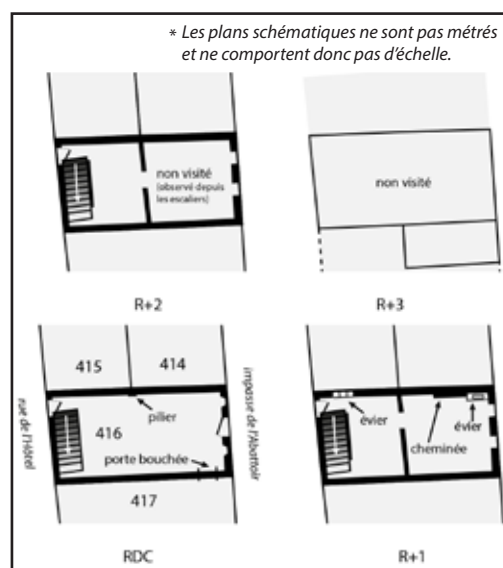 * Les plans schématiques ne sont pas métrés
et ne comportent donc pas d'échelle.
non visité
(observé depuis
les escaliers)
R+2
non visité
R+3
415
414
rue de l'Hôtel
impasse de l'Abattoir
pilier
416
porte bouchée
417
RDC
évier
évier
cheminée
R+1